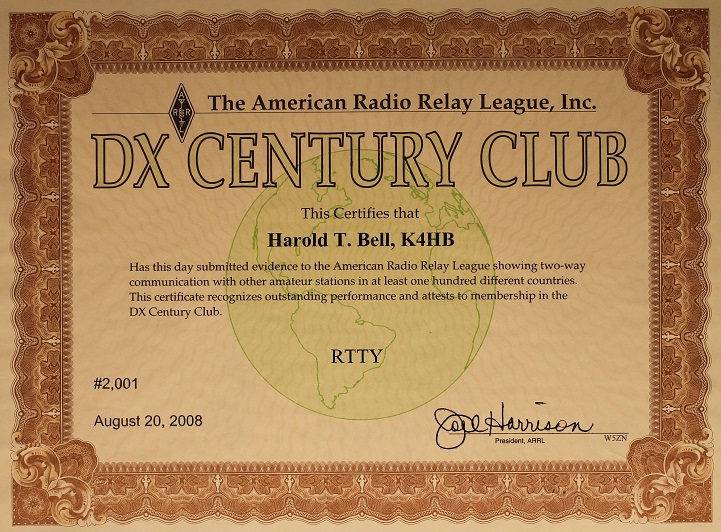 The American Radio Relay League, Inc.
A
R R
L
DX CENTURY CLUB
This Certifies that
Harold T. Bell, K4HB
Has this day submitted evidence to the American Radio Relay League showing two-way
communication with other amateur stations in at least one hundred different countries.
This certificate recognizes outstanding performance and attests to membership in the
DX Century Club.
RTTY
#2,001
August 20, 2008
Joel Harrison
W5ZN
President, ARRL